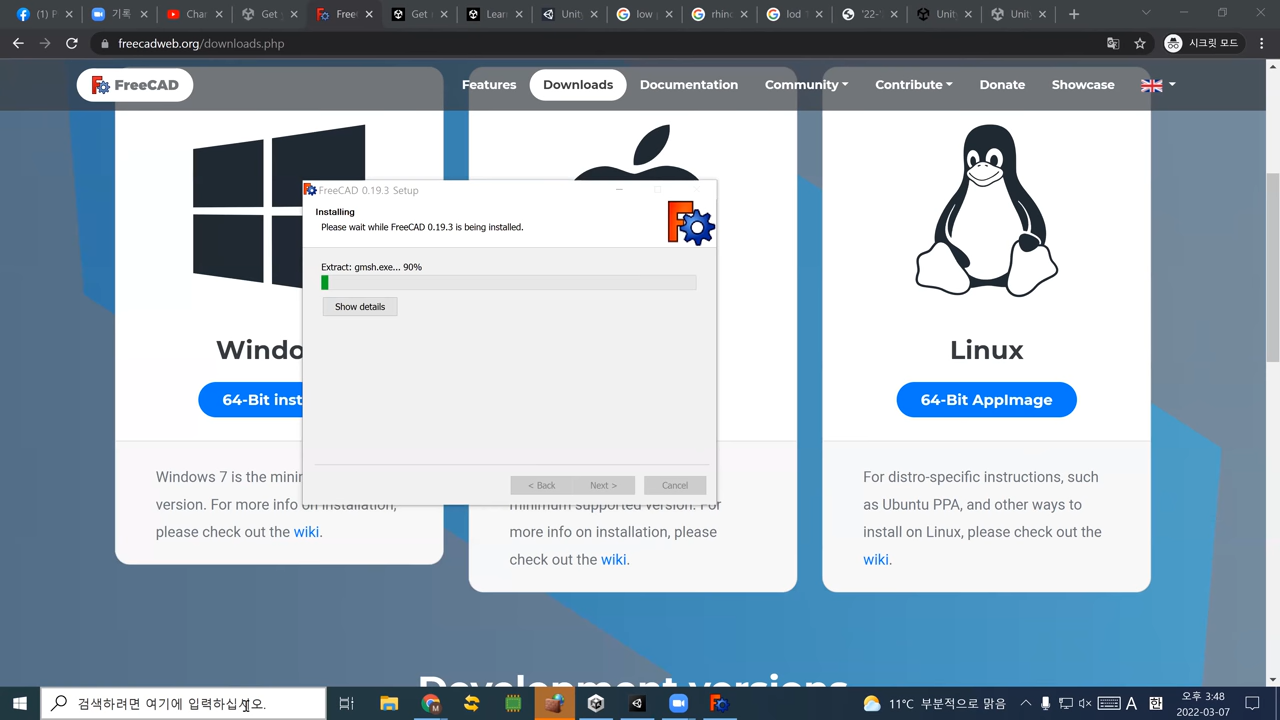 (1) P
기록
Cha
Get
Free
Get
Lear
Unity
low
rhin
lod
'22-
Unity
Unity
freecadweb.org/downloads.php
시크릿 모드
FreeCAD
Features
Downloads
Documentation
Community
Contribute
Donate
Showcase
FreeCAD 0.19.3 Setup
Installing
Please wait while FreeCAD 0.19.3 is being installed.
Extract: gmsh.exe... 90%
Show details
< Back
Next >
Cancel
Windo
64-Bit inst
Windows 7 is the mini
version. For more info on installation,
please check out the wiki.
minimum supported version. For
more info on installation, please
check out the wiki.
Linux
64-Bit AppImage
For distro-specific instructions, such
as Ubuntu PPA, and other ways to
install on Linux, please check out the
wiki.
Development versions
검색하려면 여기에 입력하십시오.
11°C 부분적으로 맑음
A
한
오후 3:48
2022-03-07